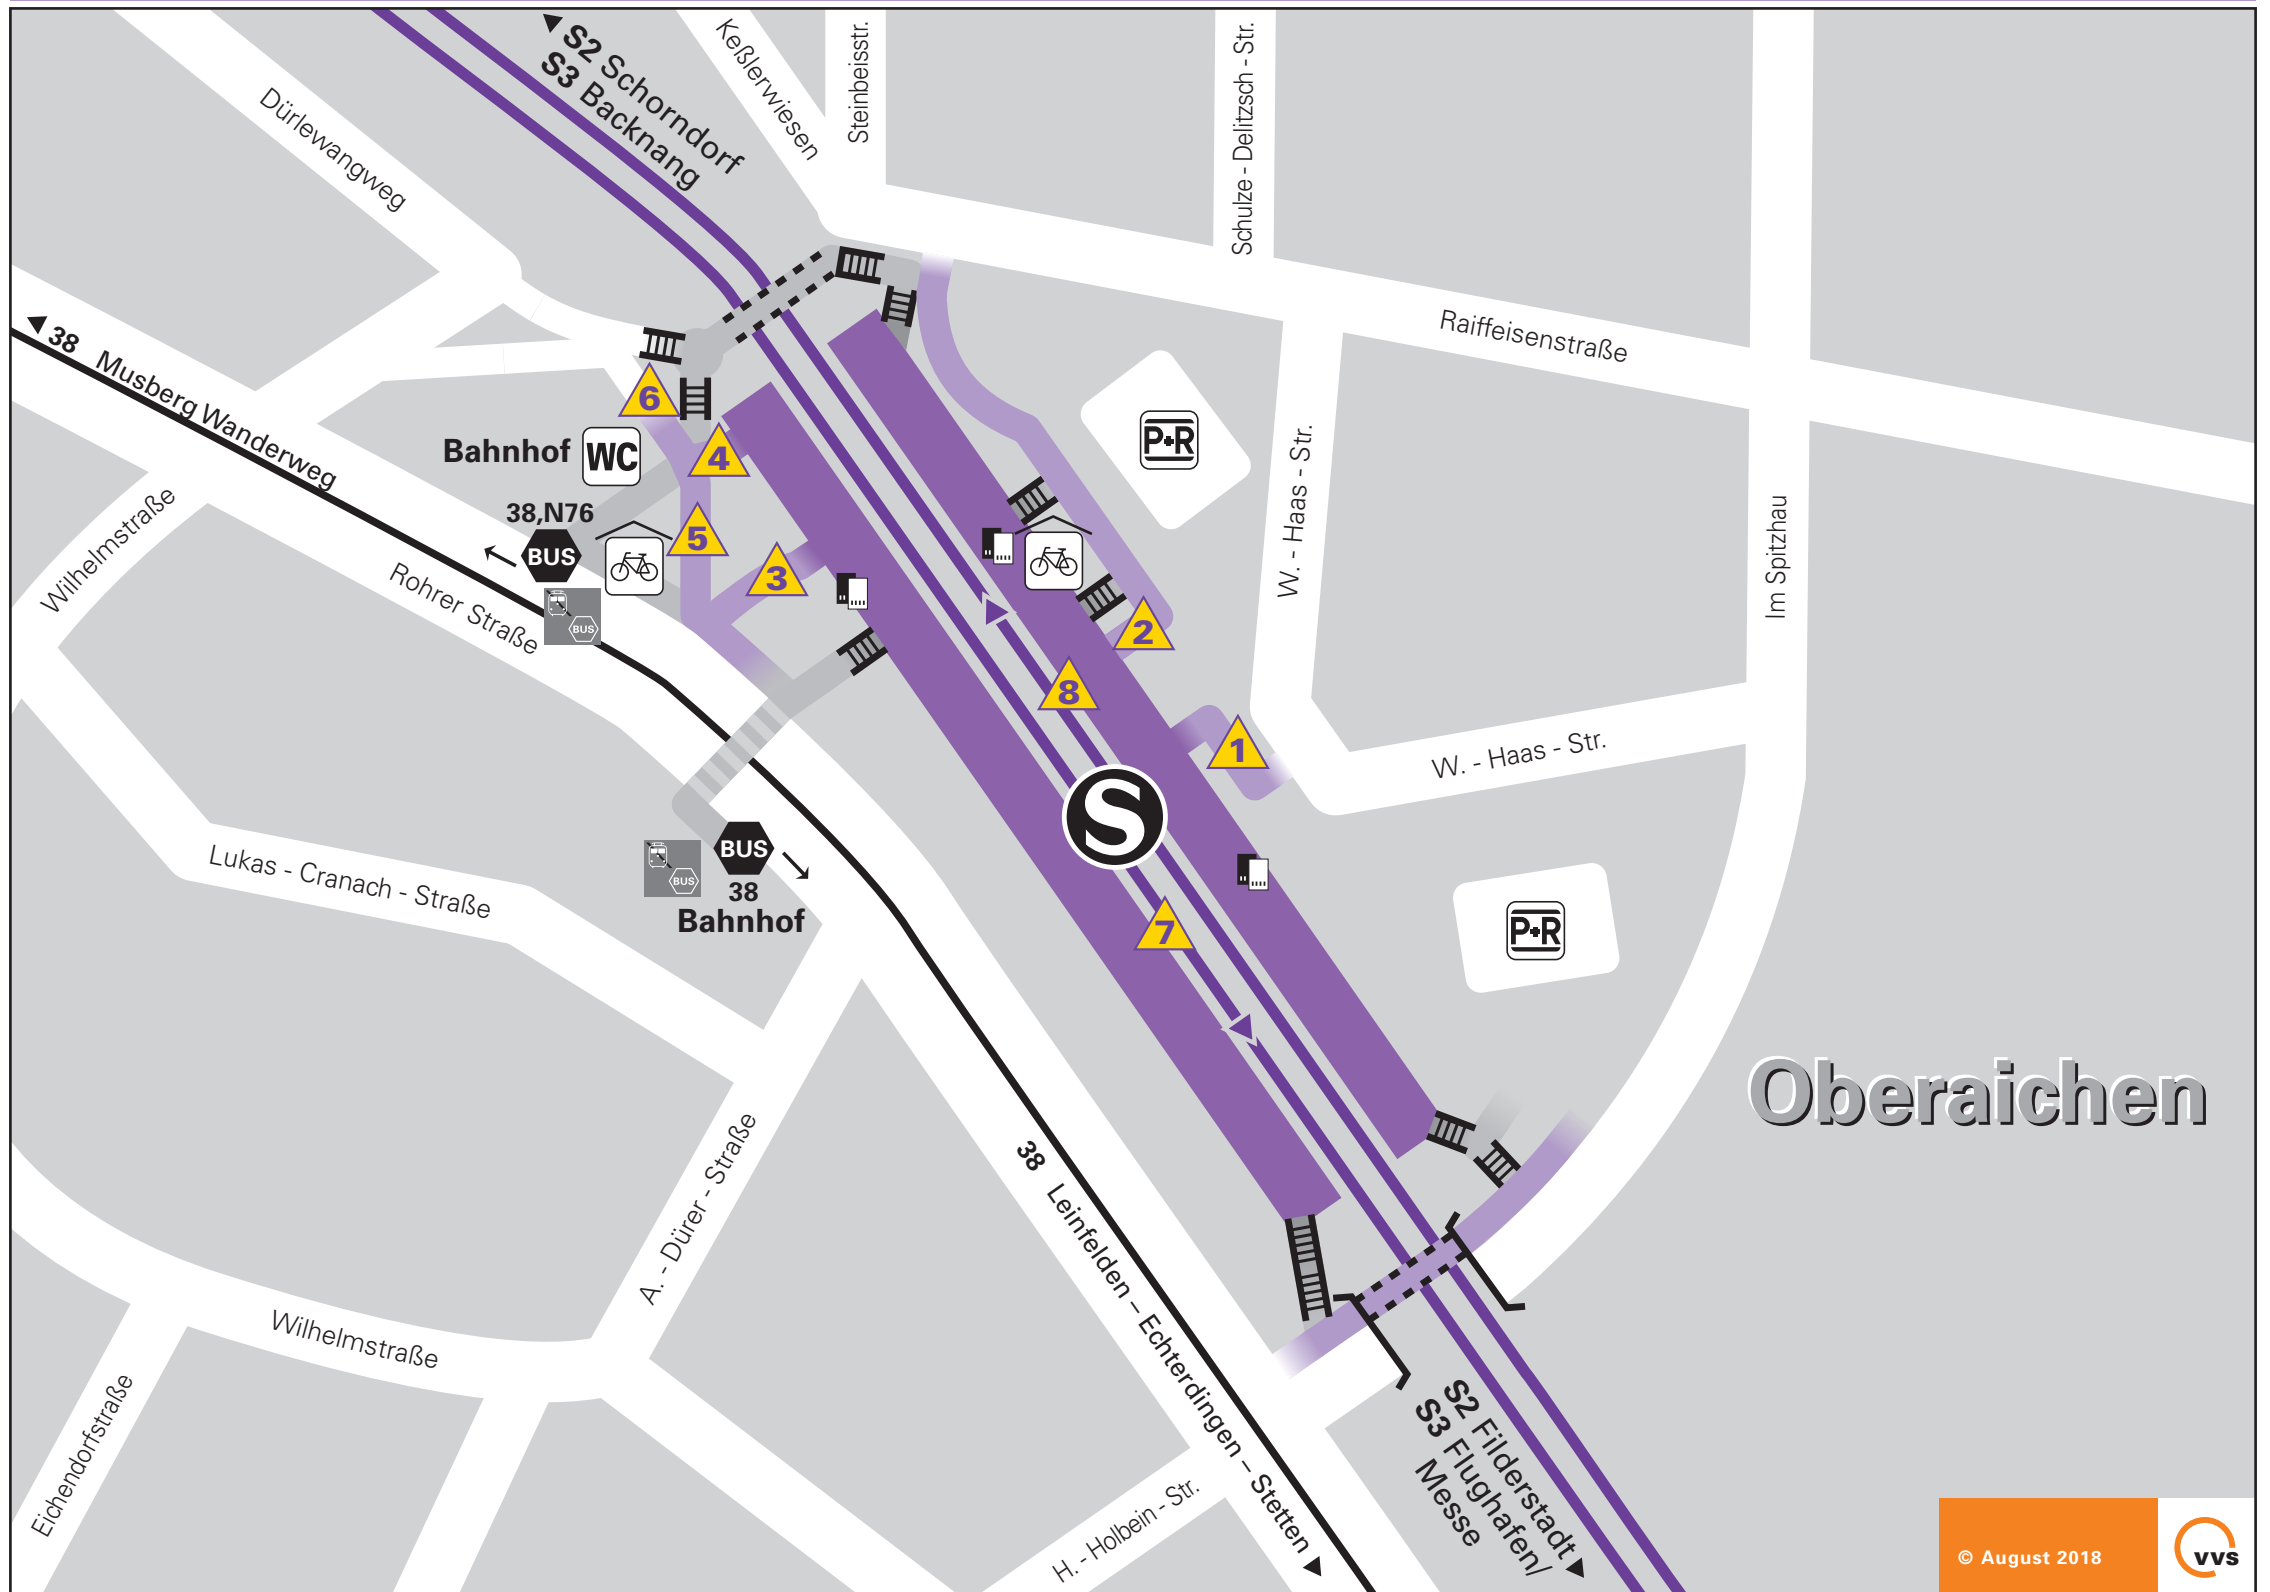 S2 Schorndorf
S3 Backnang
Keßlerwiesen
Steinbeisstr.
Schulze - Delitzsch - Str.
Dürlewangweg
Raiffeisenstraße
38 Musberg Wanderweg
6
P+R
Bahnhof WC
4
W. - Haas - Str.
Wilhelmstraße
38,N76
BUS
5
Im Spitzhau
Rohrer Straße
3
BUS
2
8
1
W. - Haas - Str.
S
Lukas - Cranach - Straße
BUS
BUS
38
Bahnhof
7
P+R
Oberaichen
A. - Dürer - Straße
38 Leinfelden – Echterdingen – Stetten
Wilhelmstraße
Eichendorfstraße
H. - Holbein - Str.
S2 Filderstadt
S3 Flughafen/
Messe
© August 2018
vvs